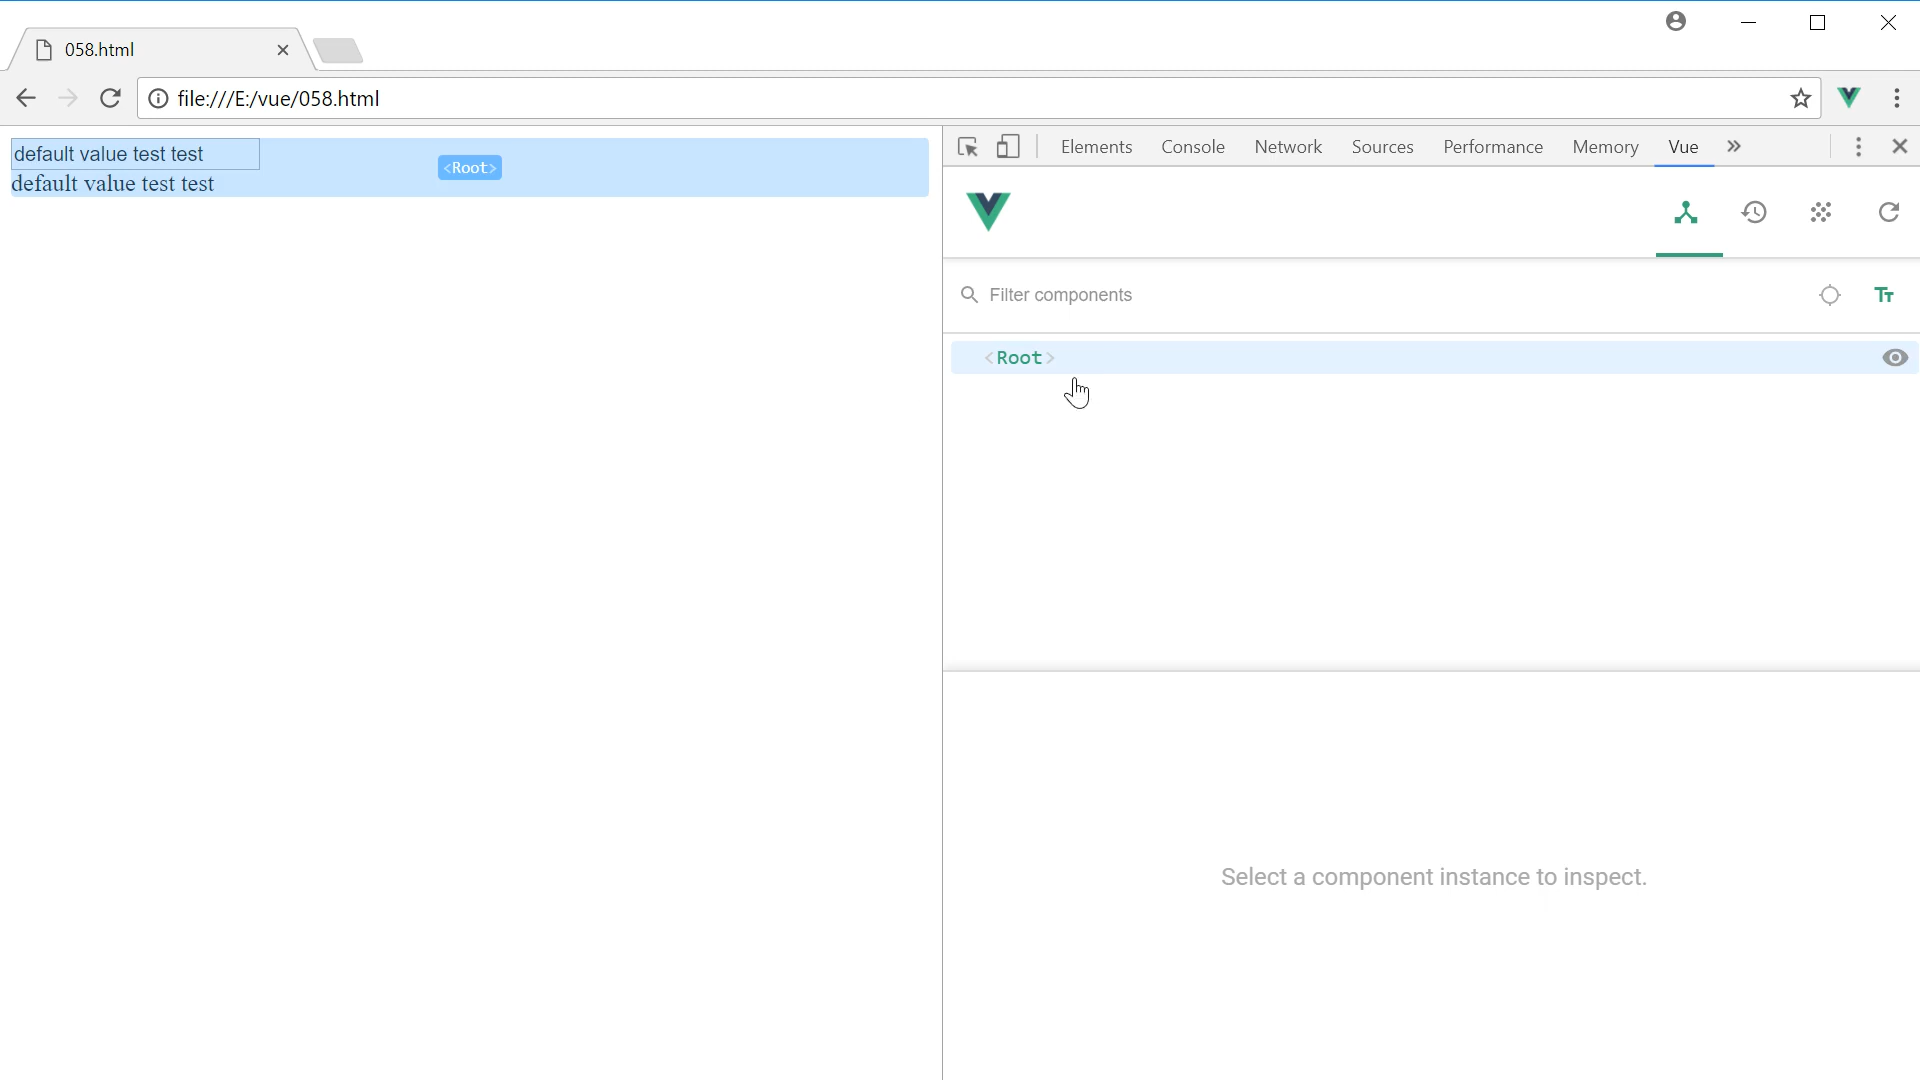 058.html
file:///E:/vue/058.html
default value test test
default value test test
<Root>
Elements Console Network Sources Performance Memory Vue »
Filter components
<Root>
Select a component instance to inspect.